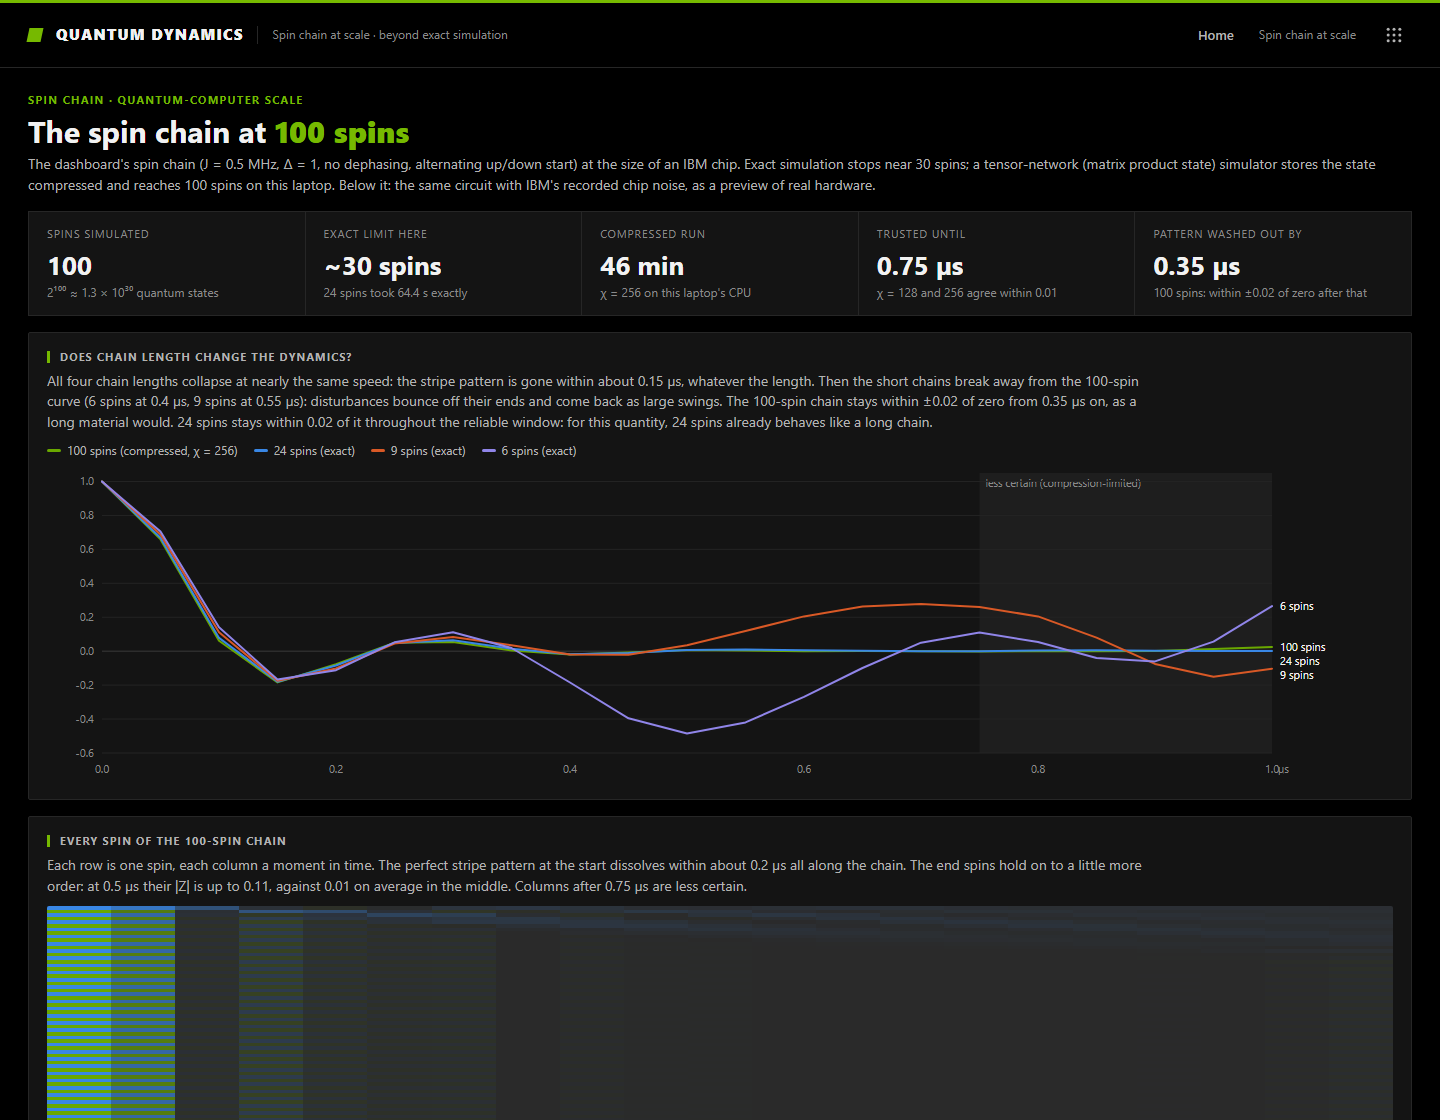 QUANTUM DYNAMICS
Spin chain at scale · beyond exact simulation
Home
Spin chain at scale
SPIN CHAIN · QUANTUM-COMPUTER SCALE
The spin chain at 100 spins
The dashboard's spin chain (J = 0.5 MHz, Δ = 1, no dephasing, alternating up/down start) at the size of an IBM chip. Exact simulation stops near 30 spins; a tensor-network (matrix product state) simulator stores the state
compressed and reaches 100 spins on this laptop. Below it: the same circuit with IBM's recorded chip noise, as a preview of real hardware.
SPINS SIMULATED
100
2¹⁰⁰ ≈ 1.3 × 10³⁰ quantum states
EXACT LIMIT HERE
~30 spins
24 spins took 64.4 s exactly
COMPRESSED RUN
46 min
χ = 256 on this laptop's CPU
TRUSTED UNTIL
0.75 µs
χ = 128 and 256 agree within 0.01
PATTERN WASHED OUT BY
0.35 µs
100 spins: within ±0.02 of zero after that
DOES CHAIN LENGTH CHANGE THE DYNAMICS?
All four chain lengths collapse at nearly the same speed: the stripe pattern is gone within about 0.15 µs, whatever the length. Then the short chains break away from the 100-spin
curve (6 spins at 0.4 µs, 9 spins at 0.55 µs): disturbances bounce off their ends and come back as large swings. The 100-spin chain stays within ±0.02 of zero from 0.35 µs on, as a
long material would. 24 spins stays within 0.02 of it throughout the reliable window: for this quantity, 24 spins already behaves like a long chain.
100 spins (compressed, χ = 256)
24 spins (exact)
9 spins (exact)
6 spins (exact)
less certain (compression-limited)
1.0
0.8
0.6
0.4
0.2
0.0
-0.2
-0.4
-0.6
6 spins
100 spins
24 spins
9 spins
0.0
0.2
0.4
0.6
0.8
1.0
µs
EVERY SPIN OF THE 100-SPIN CHAIN
Each row is one spin, each column a moment in time. The perfect stripe pattern at the start dissolves within about 0.2 µs all along the chain. The end spins hold on to a little more
order: at 0.5 µs their |Z| is up to 0.11, against 0.01 on average in the middle. Columns after 0.75 µs are less certain.